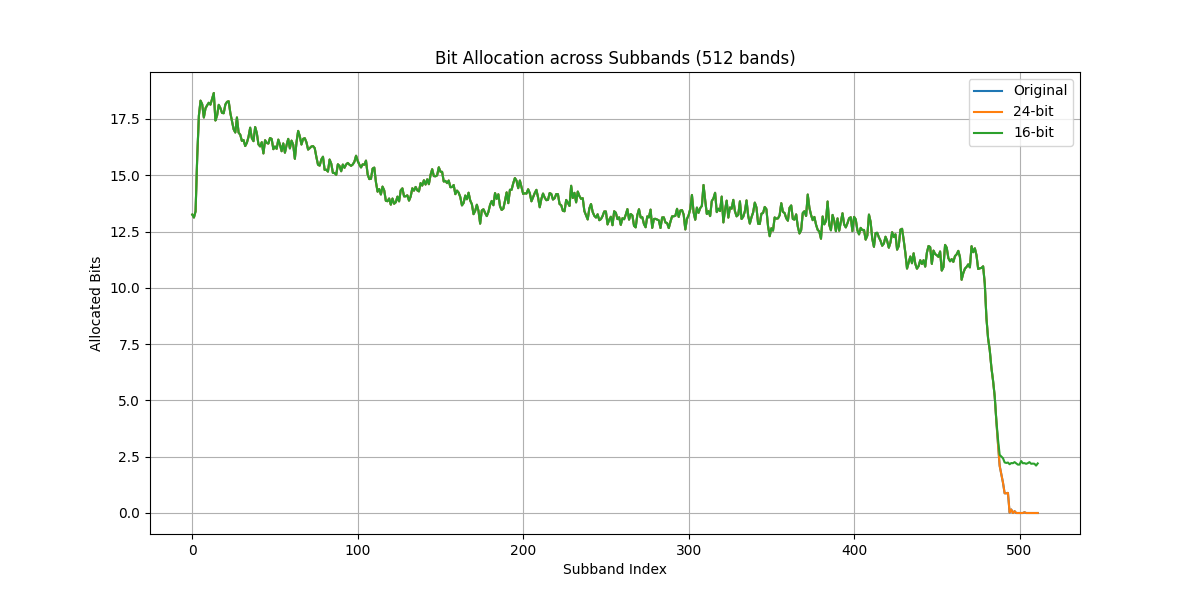 Bit Allocation across Subbands (512 bands)
Original
24-bit
16-bit
17.5
15.0
12.5
10.0
7.5
5.0
2.5
0.0
Allocated Bits
0 100 200 300 400 500
Subband Index